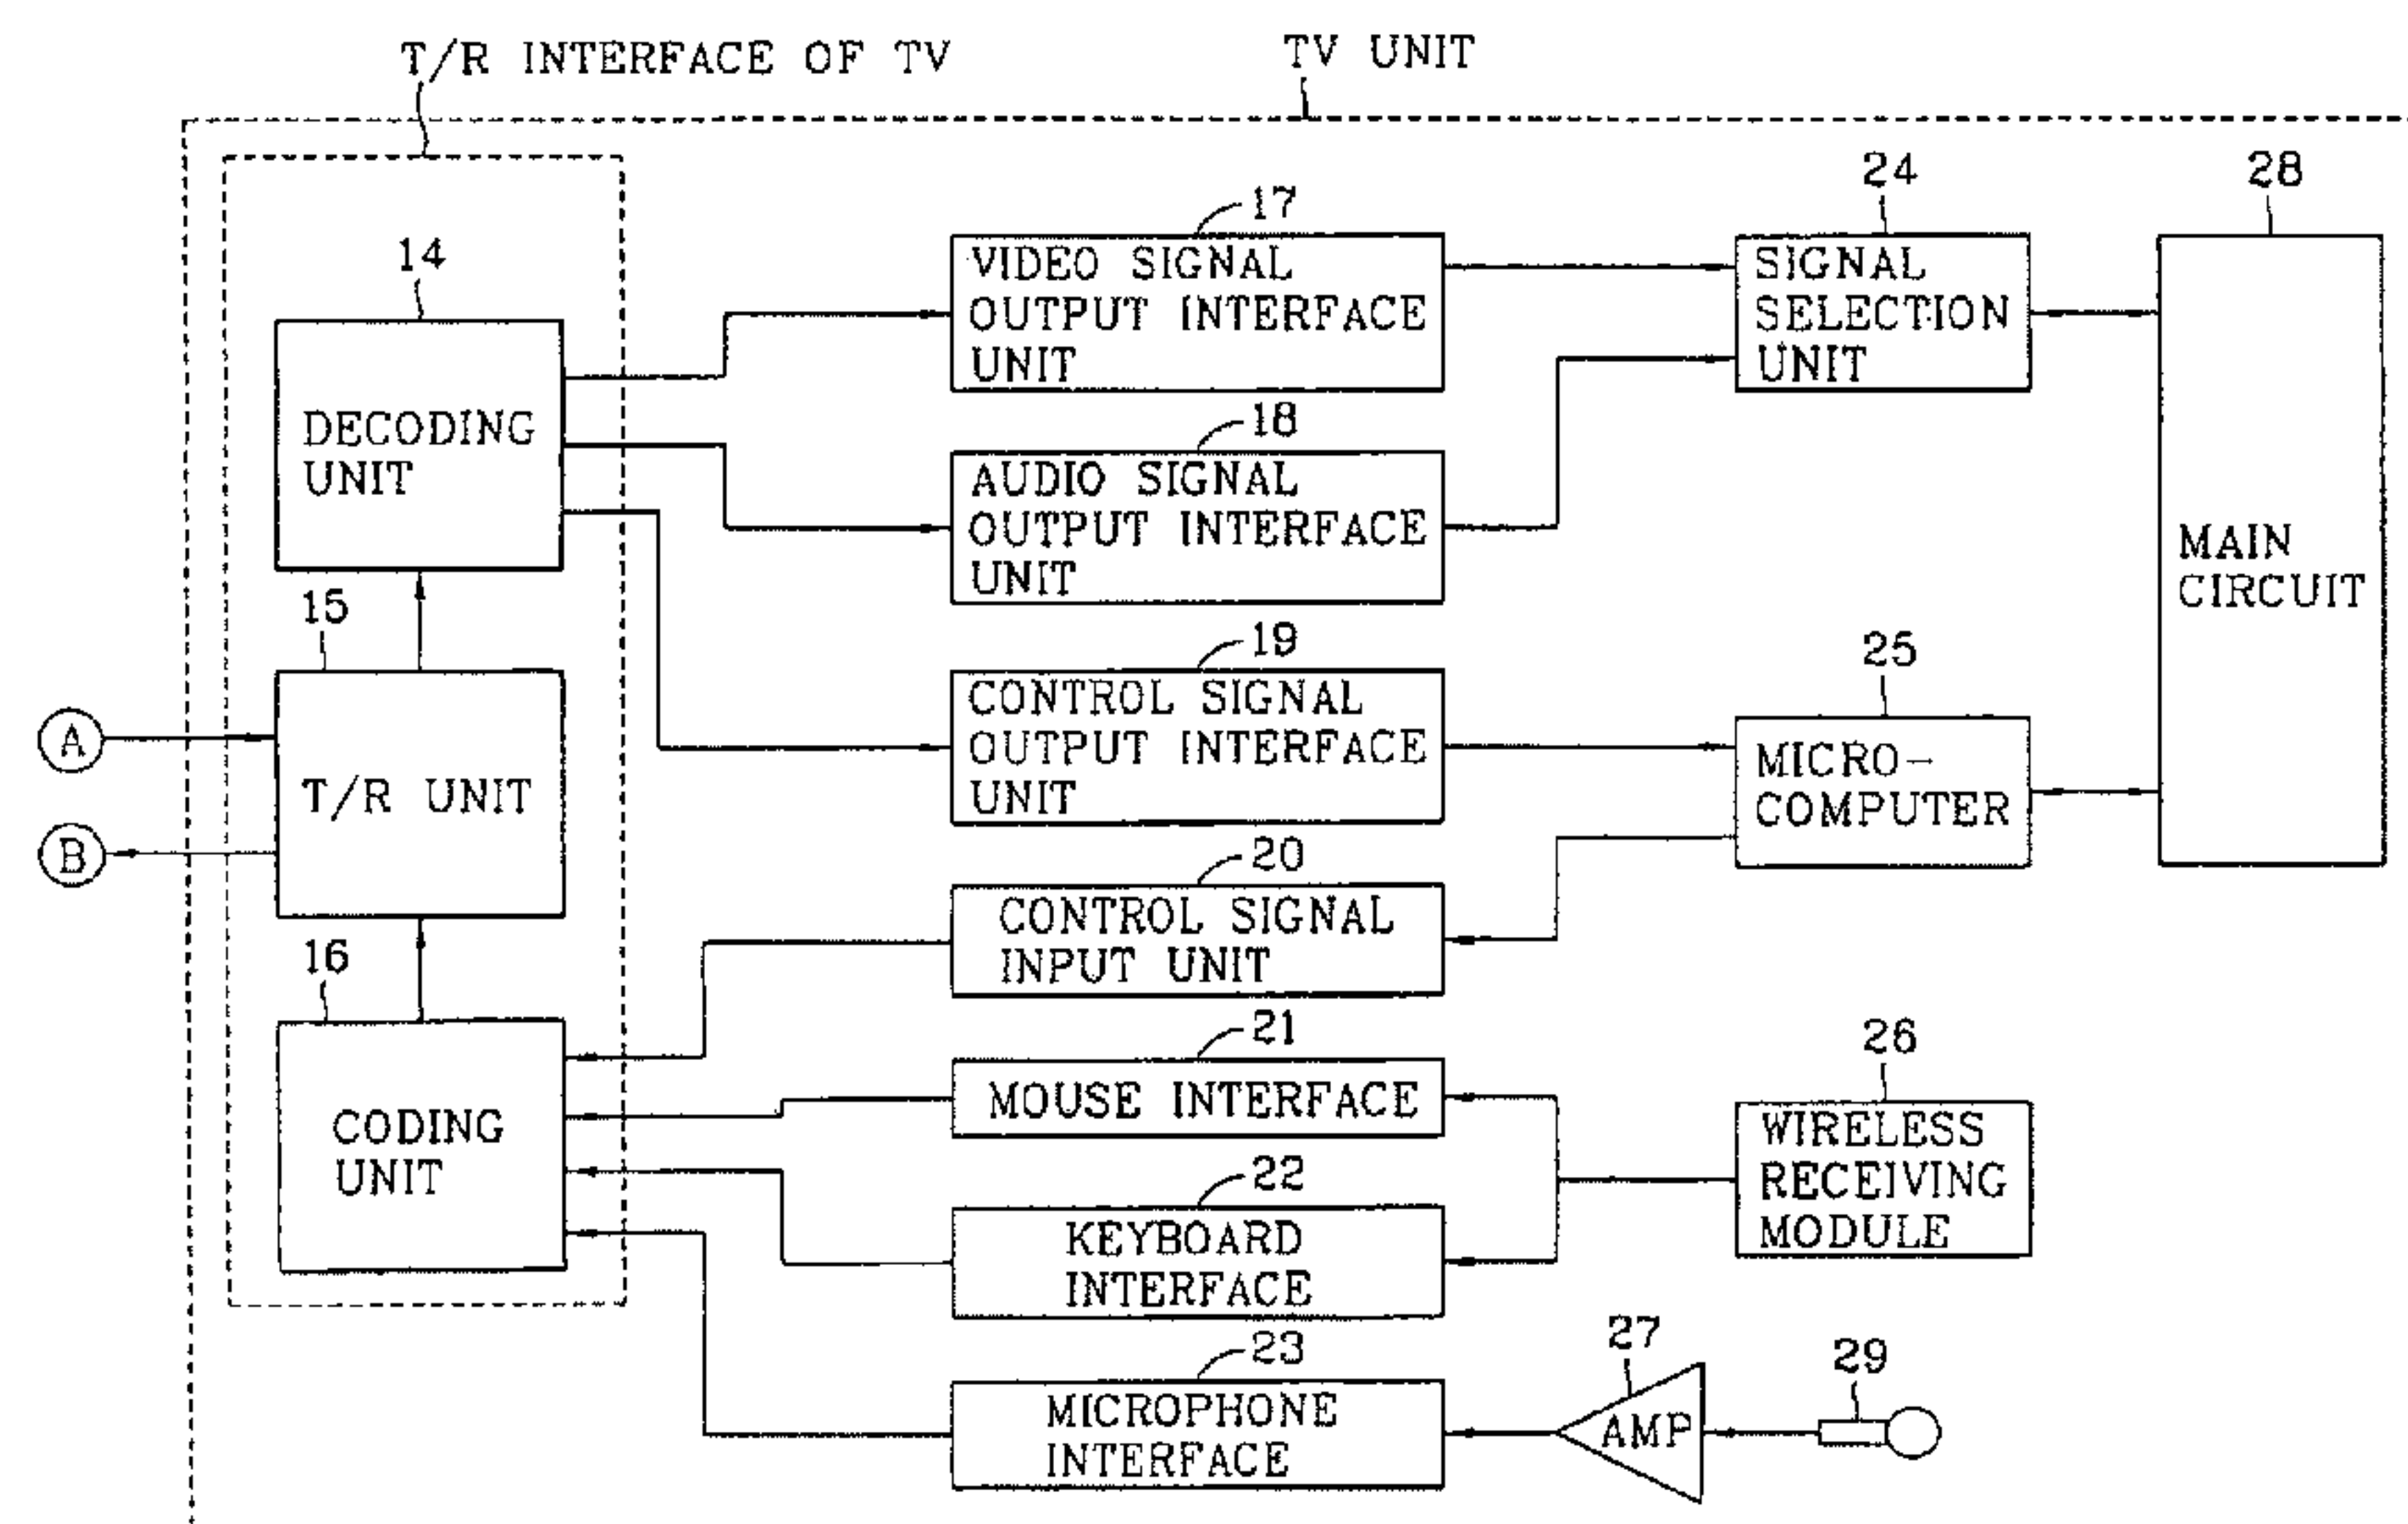 T/R INTERFACE OF TV
TV UNIT
14
DECODING
UNIT
15
T/R UNIT
A
B
16
CODING
UNIT
17
VIDEO SIGNAL
OUTPUT INTERFACE
UNIT
18
AUDIO SIGNAL
OUTPUT INTERFACE
UNIT
19
CONTROL SIGNAL
OUTPUT INTERFACE
UNIT
20
CONTROL SIGNAL
INPUT UNIT
21
MOUSE INTERFACE
22
KEYBOARD
INTERFACE
23
MICROPHONE
INTERFACE
24
SIGNAL
SELECTION
UNIT
25
MICRO-
COMPUTER
26
WIRELESS
RECEIVING
MODULE
27
AMP
29
28
MAIN
CIRCUIT